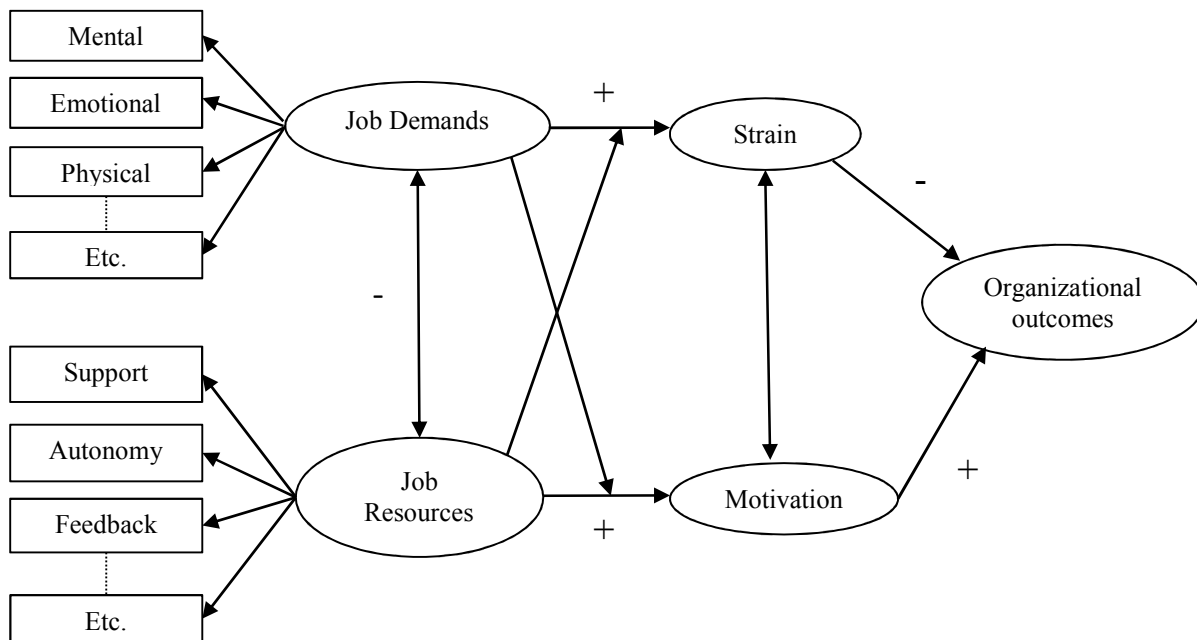 Mental
Emotional
Physical
Etc.
Support
Autonomy
Feedback
Etc.
Job Demands
-
Job
Resources
+
+
Strain
Motivation
-
+
Organizational
outcomes